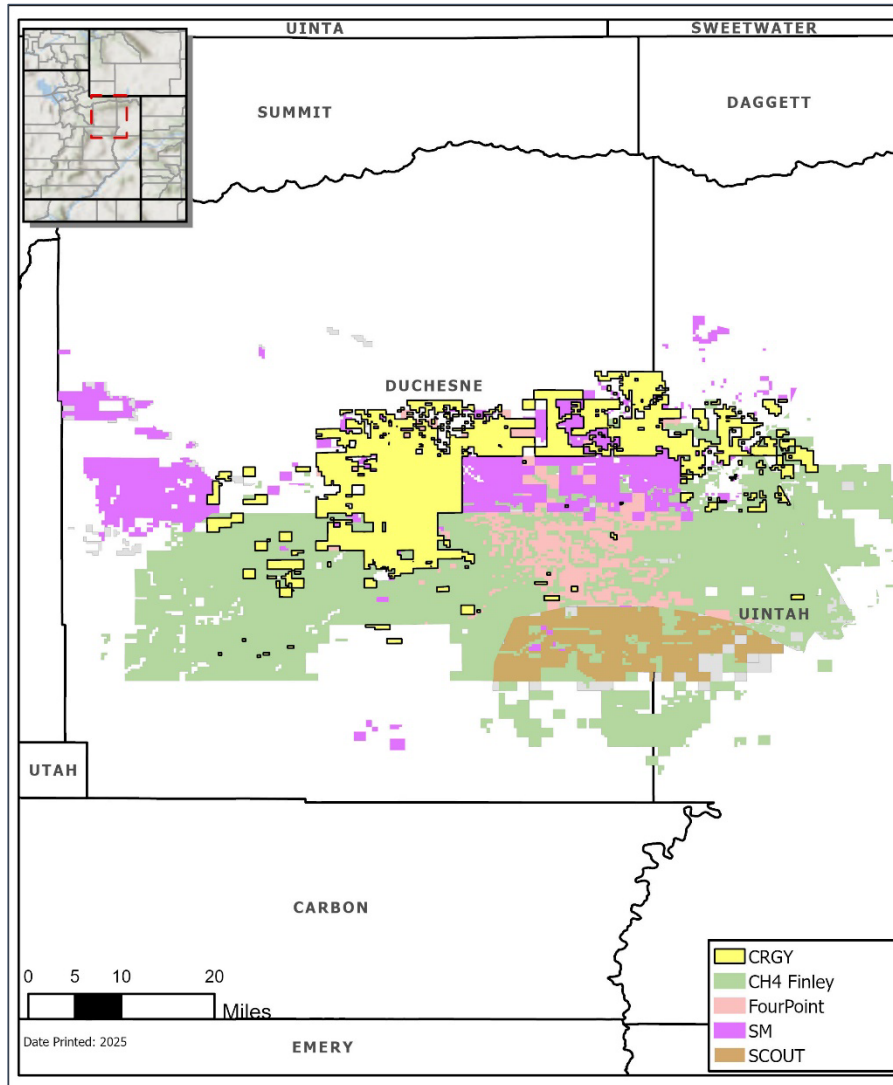 UINTA
SWEETWATER
SUMMIT
DAGGETT
DUCHESNE
UINTAH
UTAH
CARBON
0 5 10 20
Miles
Date Printed: 2025
EMERY
CRGY
CH4 Finley
FourPoint
SM
SCOUT